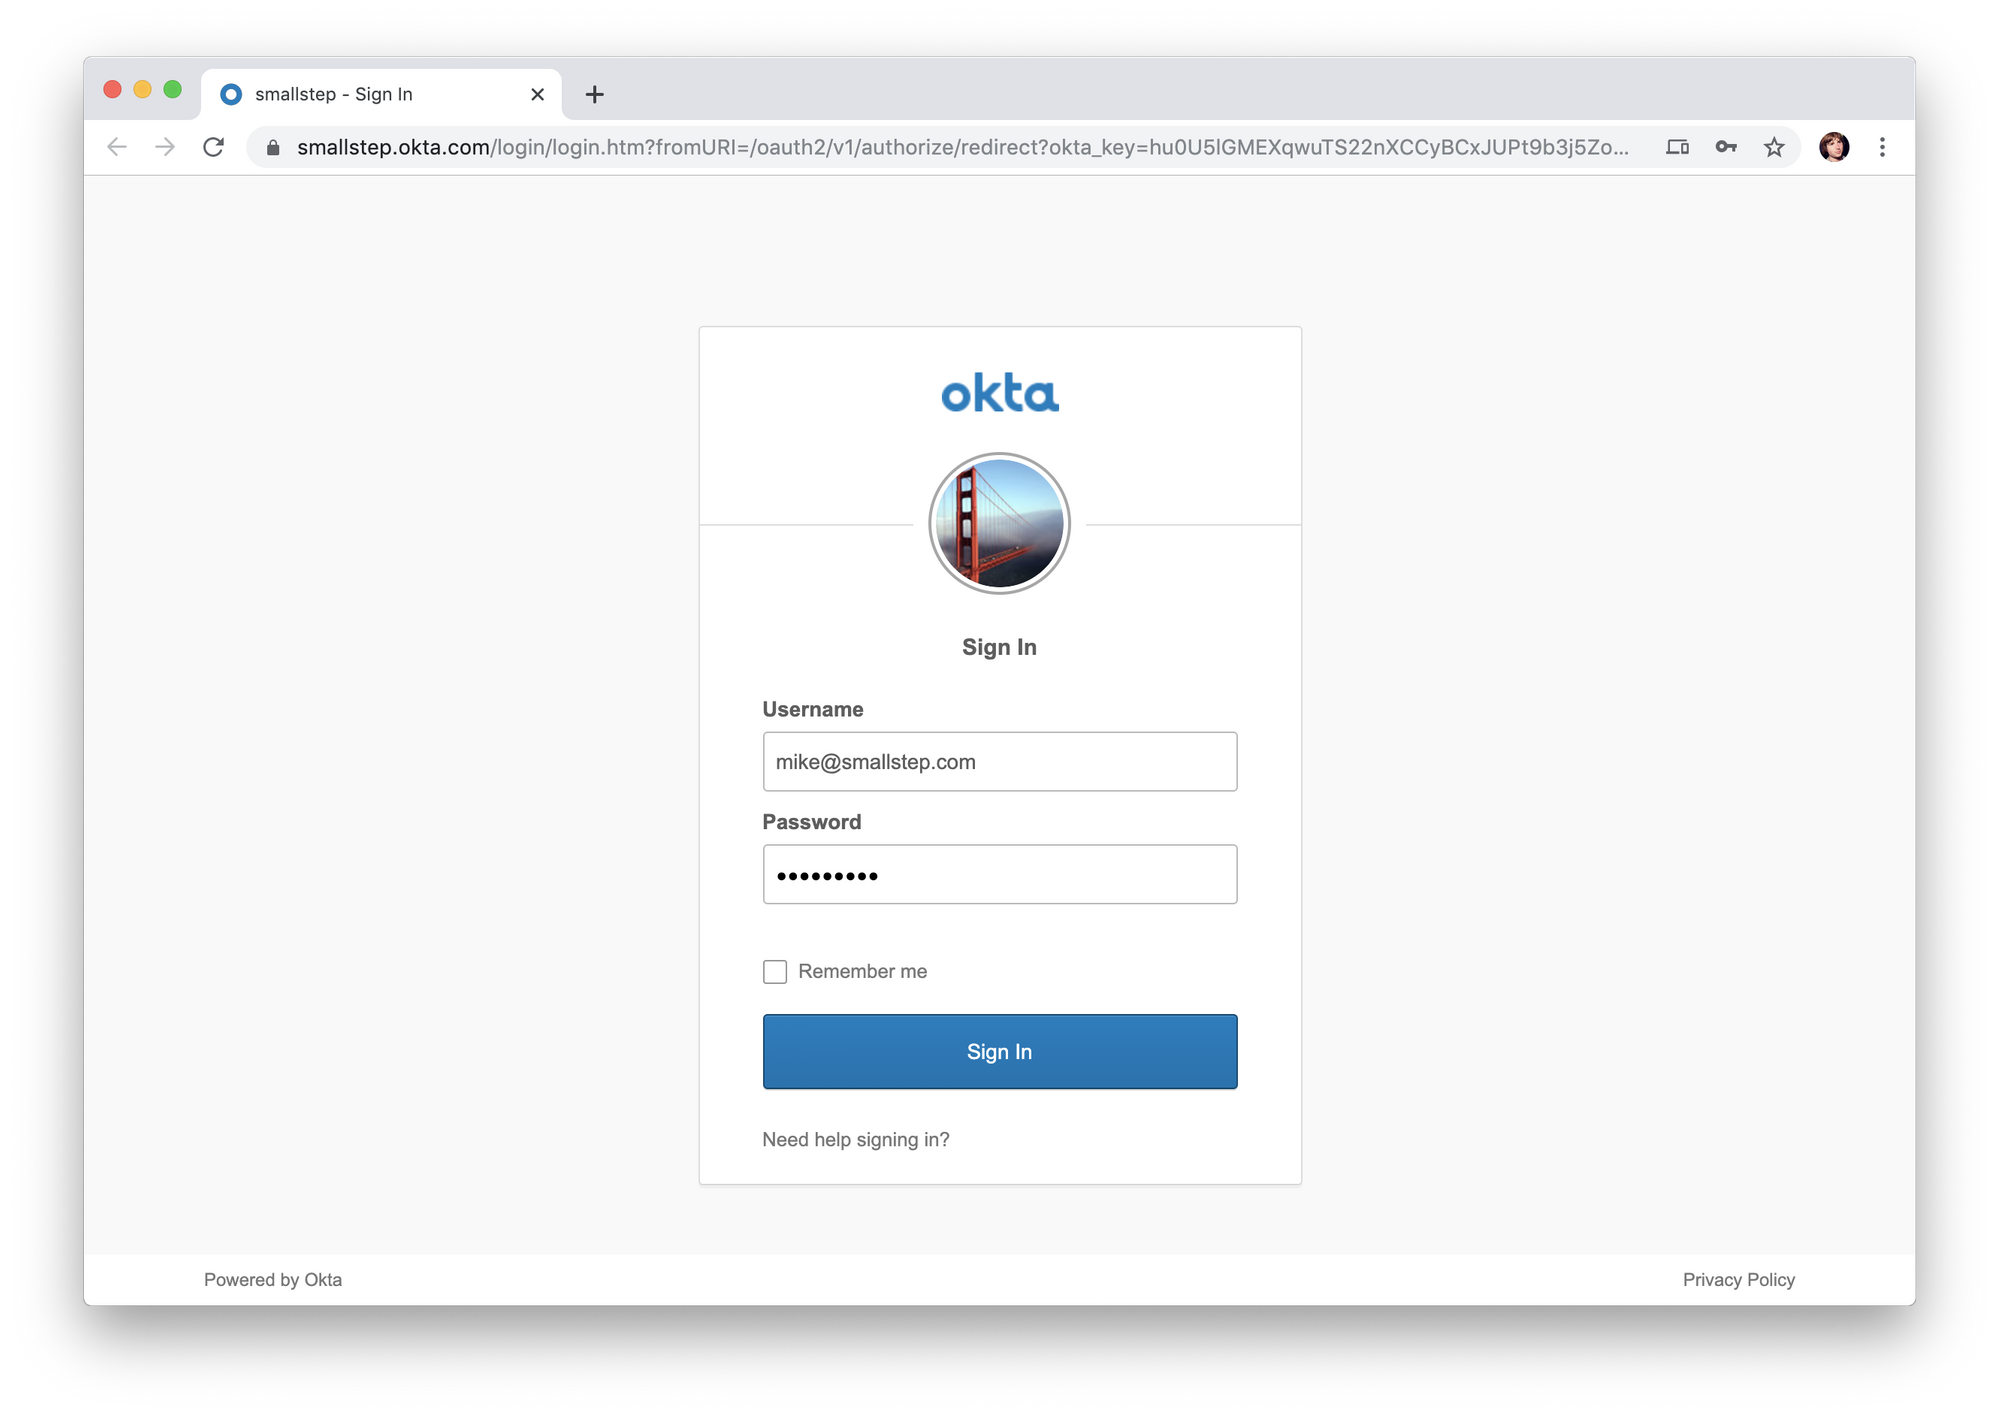 smallstep - Sign In
smallstep.okta.com/login/login.htm?fromURI=/oauth2/v1/authorize/redirect?okta_key=hu0U5lGMEXqwuTS22nXCCyBCxJUPt9b3j5Zo...
okta
Sign In
Username
mike@smallstep.com
Password
•••••••••
Remember me
Sign In
Need help signing in?
Powered by Okta
Privacy Policy